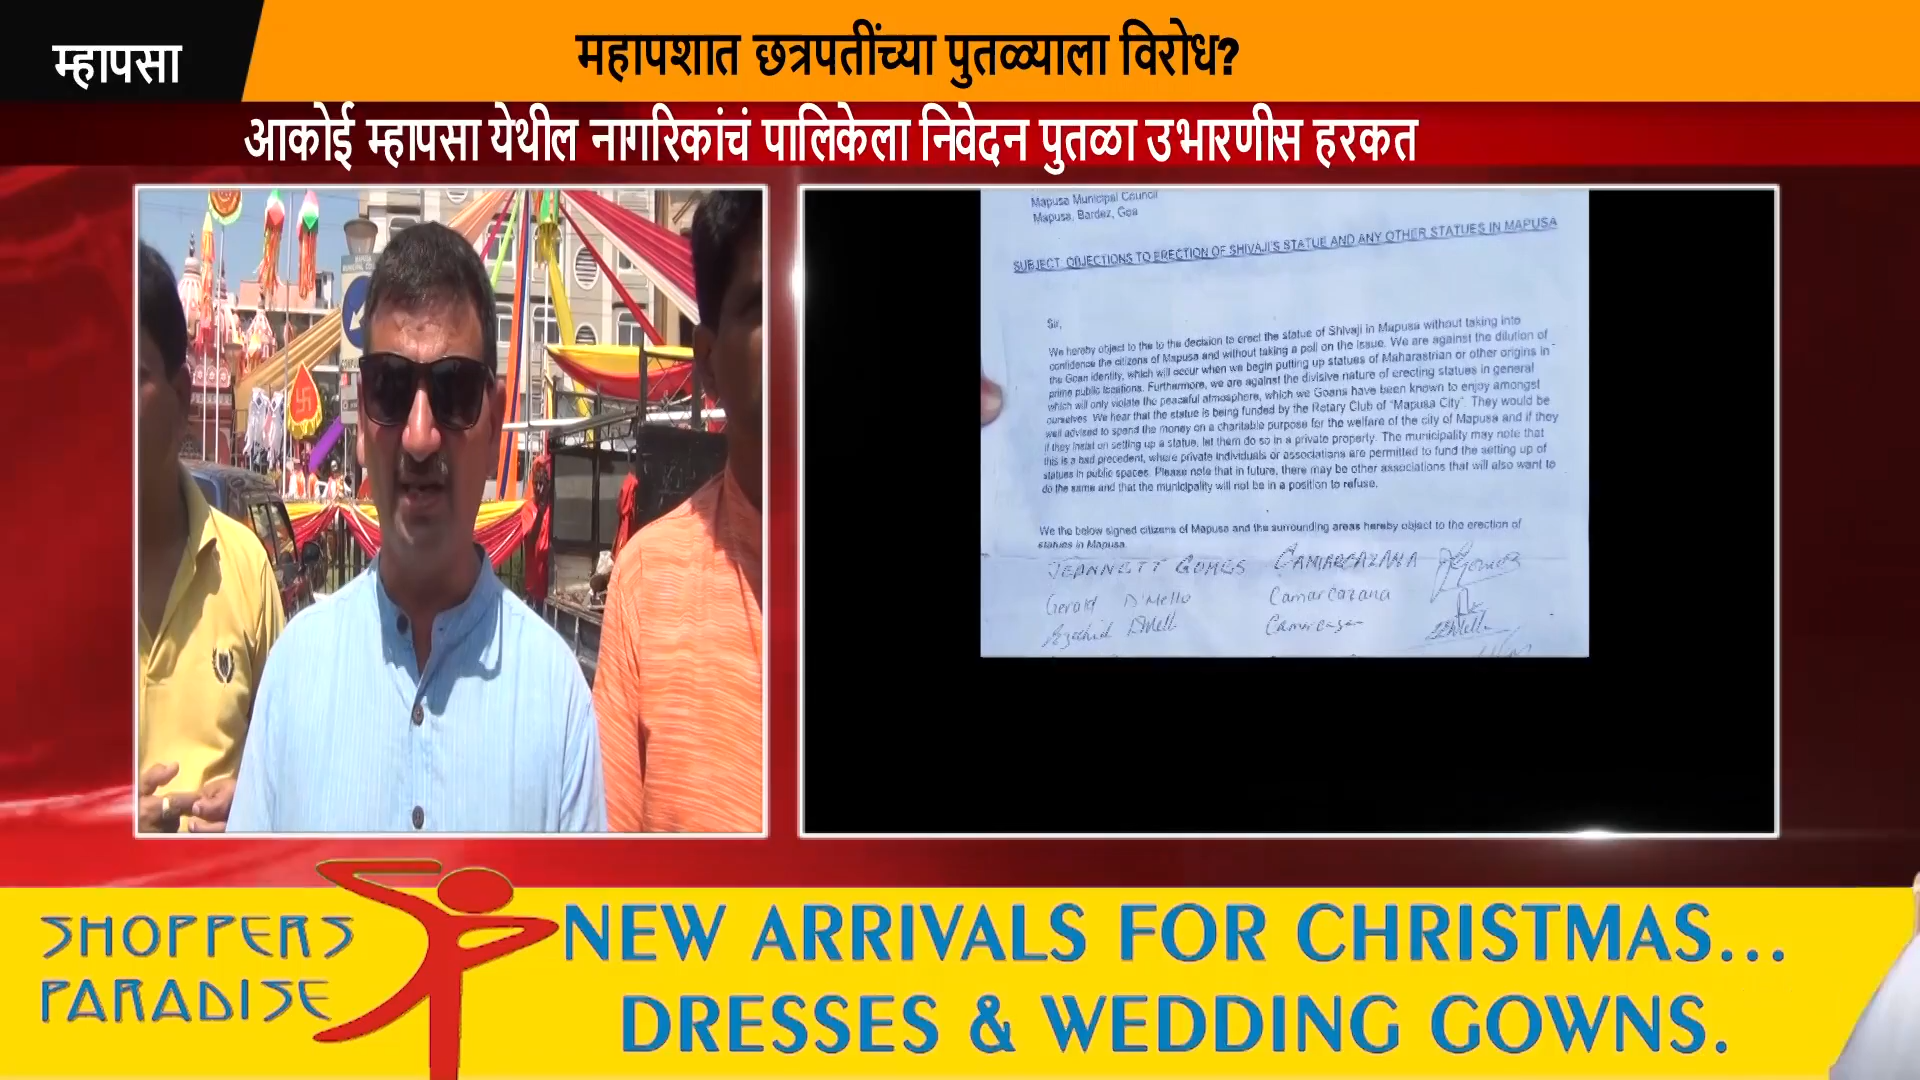 म्हापसा
महापशात छत्रपतींच्या पुतळ्याला विरोध?
आकोई म्हापसा येथील नागरिकांचं पालिकेला निवेदन पुतळा उभारणीस हरकत
MAPUSA
Mapusa Municipal Council
Mapusa, Bardez, Goa
SUBJECT: OBJECTIONS TO ERECTION OF SHIVAJI'S STATUE AND ANY OTHER STATUES IN MAPUSA
Sir,
We hereby object to the to the decision to erect the statue of Shivaji in Mapusa without taking into
confidence the citizens of Mapusa and without taking a poll on the issue. We are against the dilution of
the Goan identity, which will occur when we begin putting up statues of Maharastrian or other origins in
prime public locations. Furthermore, we are against the divisive nature of erecting statues in general
which will only violate the peaceful atmosphere, which we Goans have been known to enjoy amongst
ourselves. We hear that the statue is being funded by the Rotary Club of "Mapusa City". They would be
well advised to spend the money on a charitable purpose for the welfare of the city of Mapusa and if they
if they insist on setting up a statue, let them do so in a private property. The municipality may note that
this is a bad precedent, where private individuals or associations are permitted to fund the setting up of
statues in public spaces. Please note that in future, there may be other associations that will also want to
do the same and that the municipality will not be in a position to refuse.
We the below signed citizens of Mapusa and the surrounding areas hereby object to the erection of
statues in Mapusa.
JEANNETT GOMES CAMARCAZANA
Gerald D'Mello Camarcazana
SHOPPERS
PARADISE
NEW ARRIVALS FOR CHRISTMAS...
DRESSES & WEDDING GOWNS.